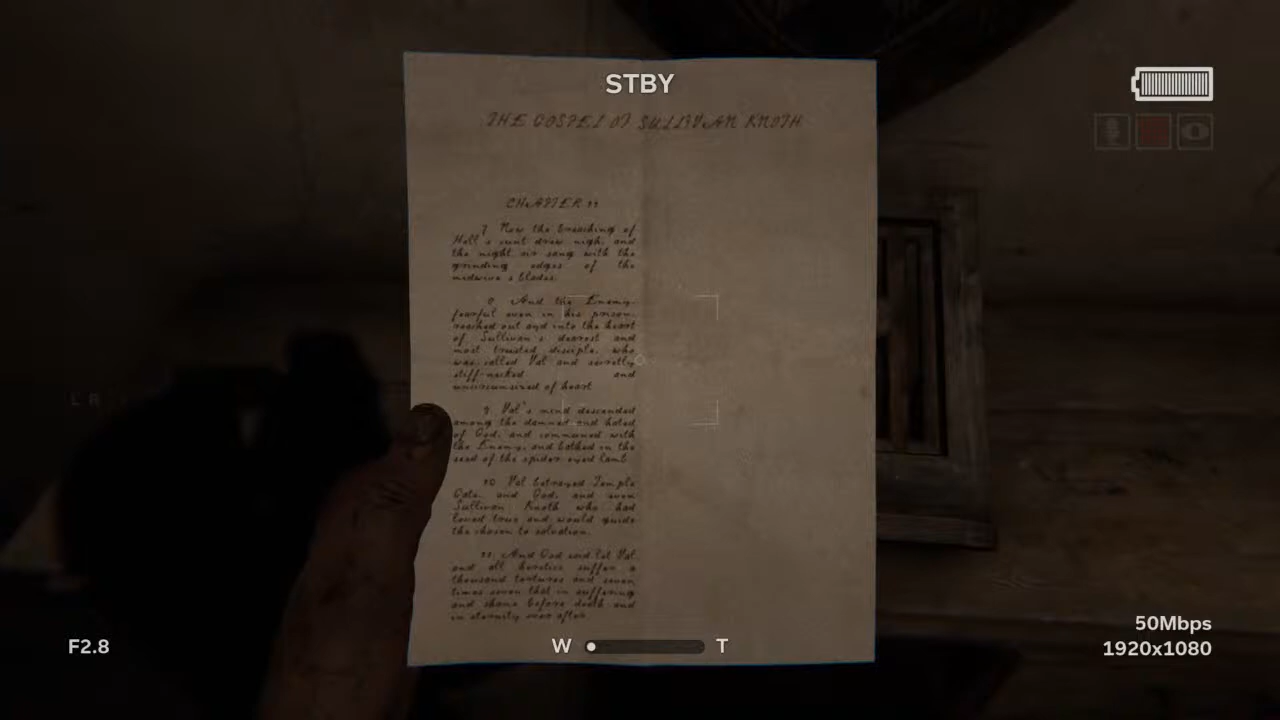 STBY
THE GOSPEL OF SULLIVAN KNOTH
CHAPTER 11
7 Now the breaching of
Hell's cunt drew nigh, and
the night air sang with the
grinding edges of the
midwive's blades.
8 And the Enemy,
fearful even in his prison,
reached out and into the heart
of Sullivan's dearest and
most trusted disciple, who
was called Val and secretly
stiff-necked and
uncircumsized of heart
9 Val's mind descended
among the damned and hated
of God, and communed with
the Enemy, and bathed in the
seed of the spider eyed lamb
10 Val betrayed Temple
Gate, and God, and even
Sullivan Knoth who had
loved true and would guide
the chosen to salvation.
11 And God said let Val
and all heretics suffer a
thousand tortures and seven
times seven that in suffering
and shame before death and
in eternity ever after
F2.8
W T
50Mbps
1920x1080